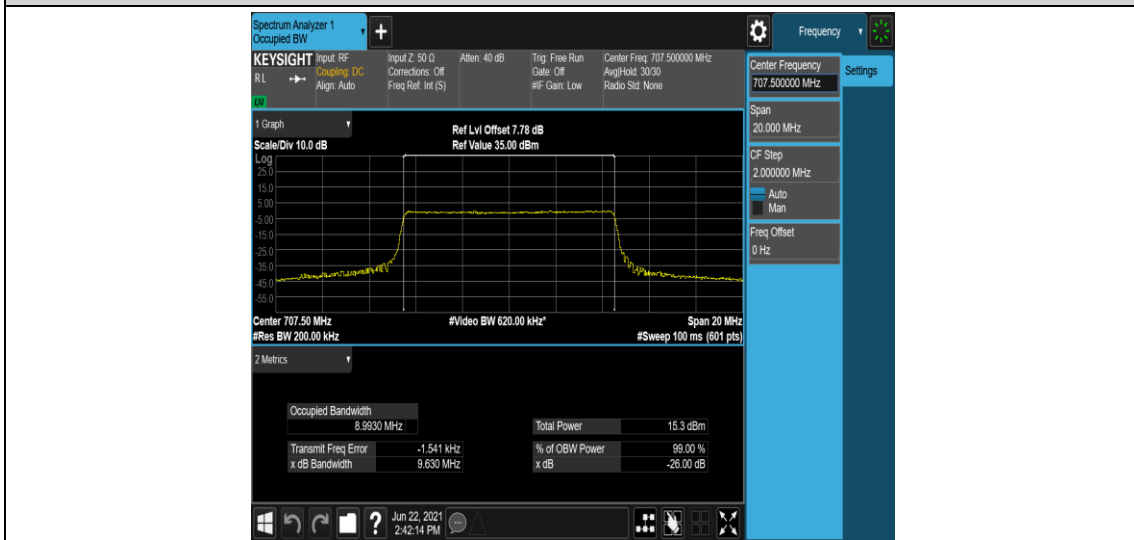 Spectrum Analyzer 1
Occupied BW
+
Frequency
KEYSIGHT
RL
Input: RF
Coupling: DC
Align: Auto
Input Z: 50 Ω
Corrections: Off
Freq Ref: Int (S)
Atten: 40 dB
Trig: Free Run
Gate: Off
#IF Gain: Low
Center Freq: 707.500000 MHz
Avg|Hold: 30/30
Radio Std: None
Center Frequency
707.500000 MHz
Settings
Span
20.000 MHz
CF Step
2.000000 MHz
Auto
Man
Freq Offset
0 Hz
1 Graph
Scale/Div 10.0 dB
Ref Lvl Offset 7.78 dB
Ref Value 35.00 dBm
Log
25.0
15.0
5.00
-5.00
-15.0
-25.0
-35.0
-45.0
-55.0
Center 707.50 MHz
#Video BW 620.00 kHz*
Span 20 MHz
#Res BW 200.00 kHz
#Sweep 100 ms (601 pts)
2 Metrics
Occupied Bandwidth
8.9930 MHz
Total Power 15.3 dBm
Transmit Freq Error -1.541 kHz
% of OBW Power 99.00 %
x dB Bandwidth 9.630 MHz
x dB -26.00 dB
?
Jun 22, 2021
2:42:14 PM